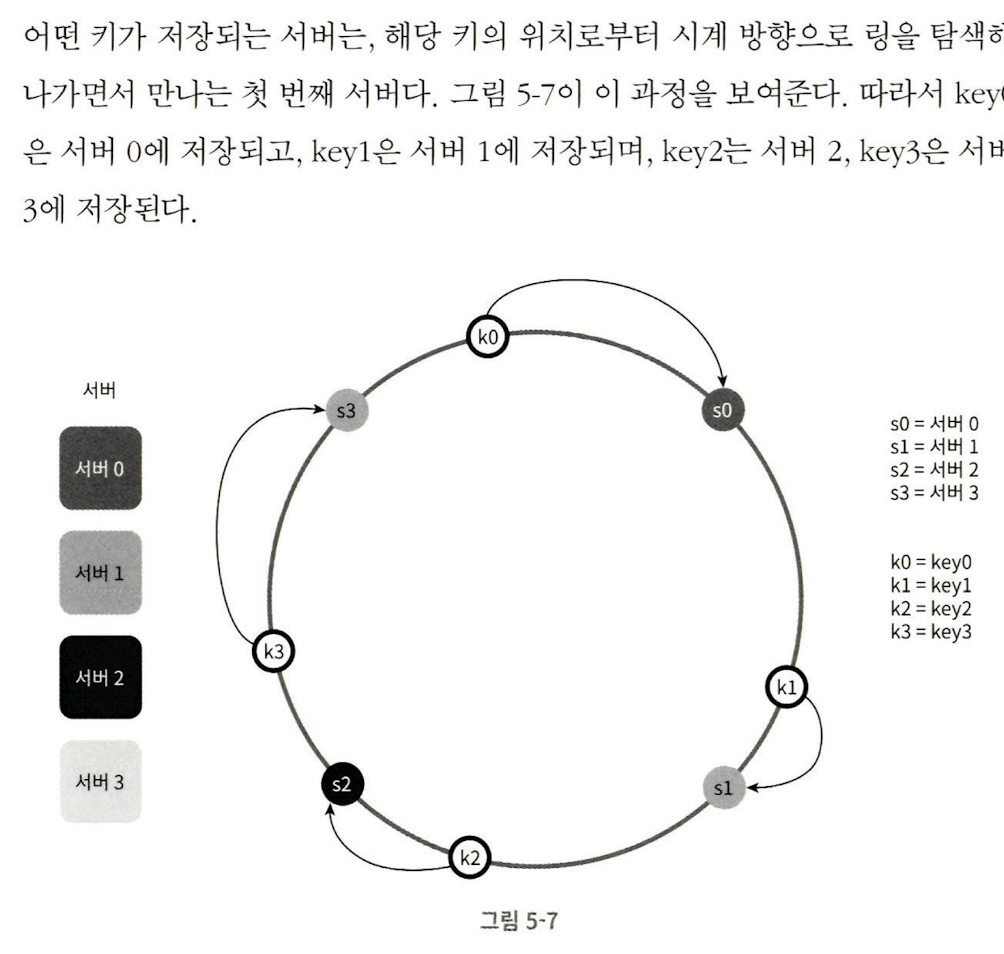 어떤 키가 저장되는 서버는, 해당 키의 위치로부터 시계 방향으로 링을 탐색하
나가면서 만나는 첫 번째 서버다. 그림 5-7이 이 과정을 보여준다. 따라서 key0
은 서버 0에 저장되고, key1은 서버 1에 저장되며, key2는 서버 2, key3은 서버
3에 저장된다.
k0
서버
s3
s0
서버 0
s0 = 서버 0
s1 = 서버 1
s2 = 서버 2
s3 = 서버 3
서버 1
k0 = key0
k1 = key1
k2 = key2
k3 = key3
k3
서버 2
k1
서버 3
s2
s1
k2
그림 5-7